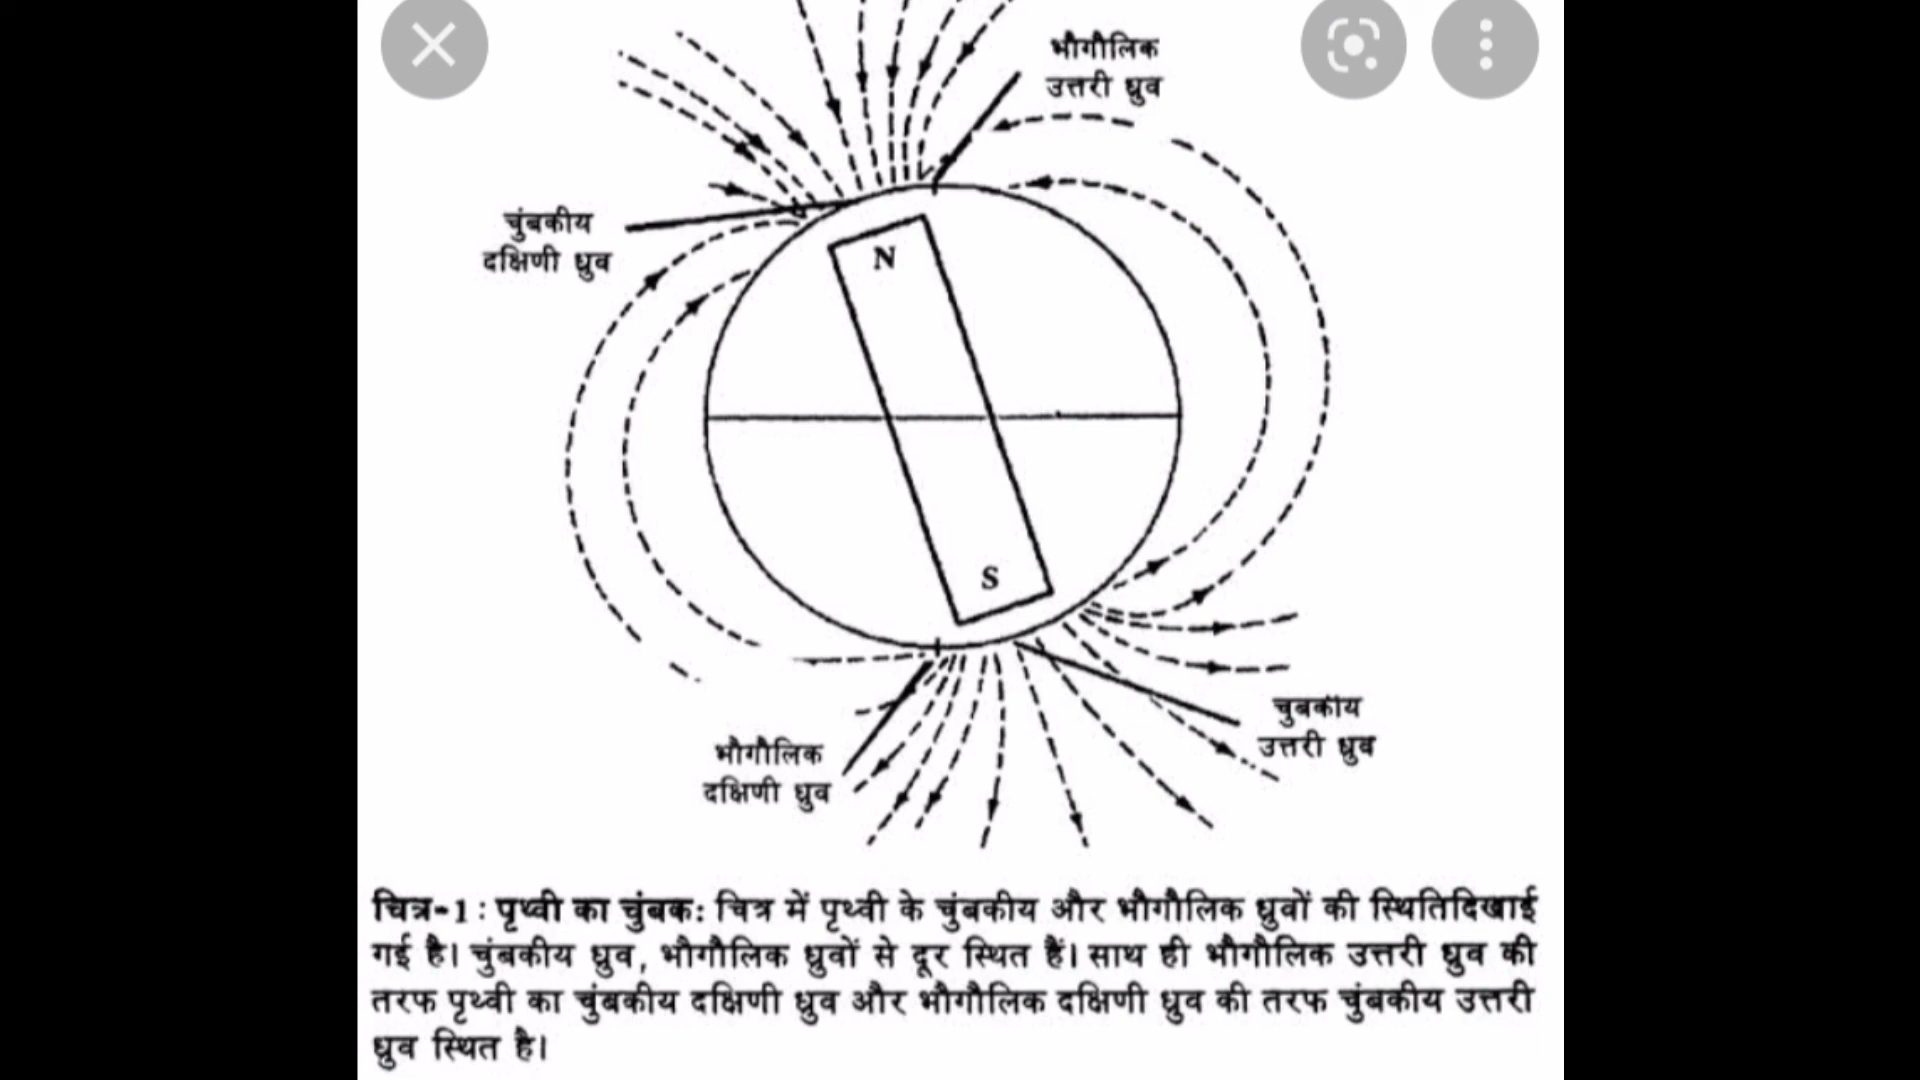 भौगौलिक
उत्तरी ध्रुव
चुंबकीय
दक्षिणी ध्रुव
N
S
चुबकीय
उत्तरी ध्रुव
भौगौलिक
दक्षिणी ध्रुव
चित्र-1 : पृथ्वी का चुंबक: चित्र में पृथ्वी के चुंबकीय और भौगौलिक ध्रुवों की स्थितिदिखाई
गई है। चुंबकीय ध्रुव, भौगौलिक ध्रुवों से दूर स्थित हैं। साथ ही भौगौलिक उत्तरी ध्रुव की
तरफ पृथ्वी का चुंबकीय दक्षिणी ध्रुव और भौगौलिक दक्षिणी ध्रुव की तरफ चुंबकीय उत्तरी
ध्रुव स्थित है।